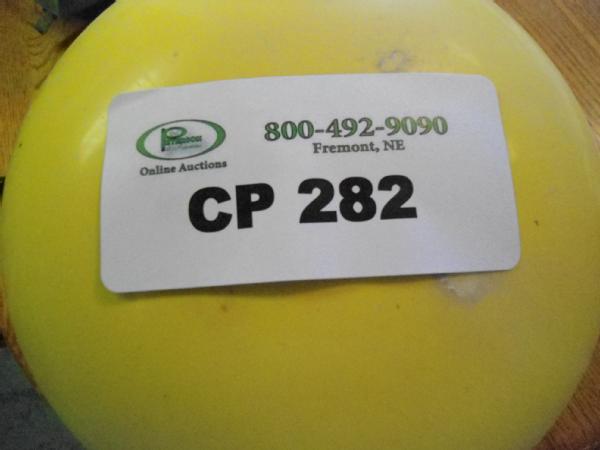 800-492-9090
Fremont, NE
Online Auctions
CP 282